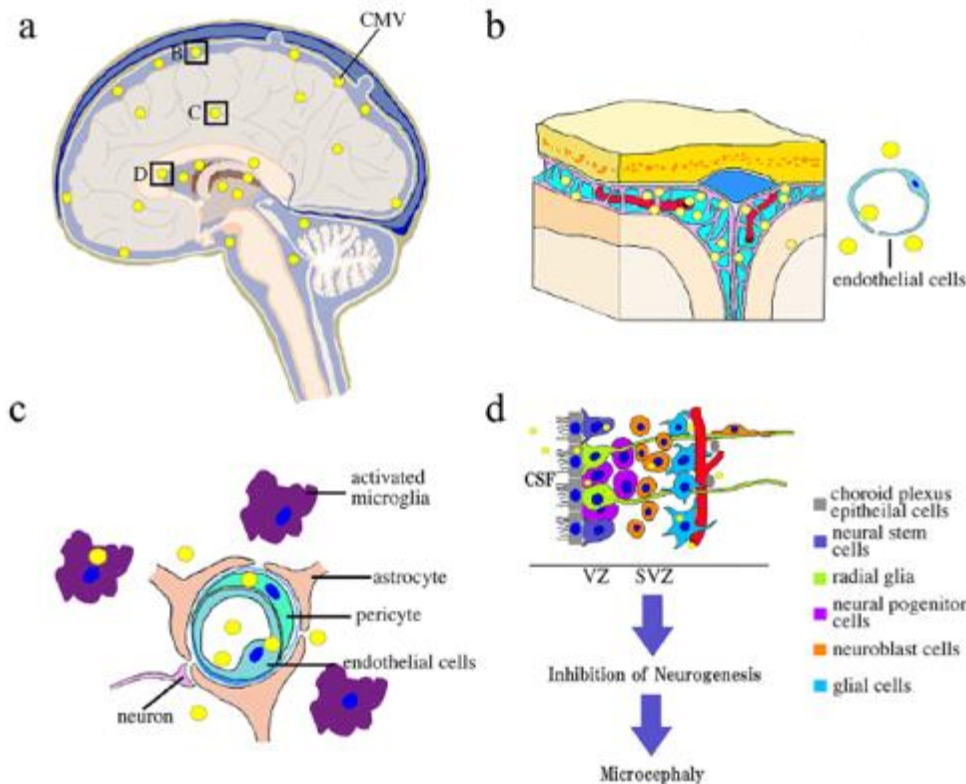 a
CMV
B
C
D
b
endothelial cells
c
activated
microglia
astrocyte
pericyte
endothelial cells
neuron
d
CSF
VZ SVZ
Inhibition of Neurogenesis
Microcephaly
choroid plexus
epitheilal cells
neural stem
cells
radial glia
neural pogenitor
cells
neuroblast cells
glial cells